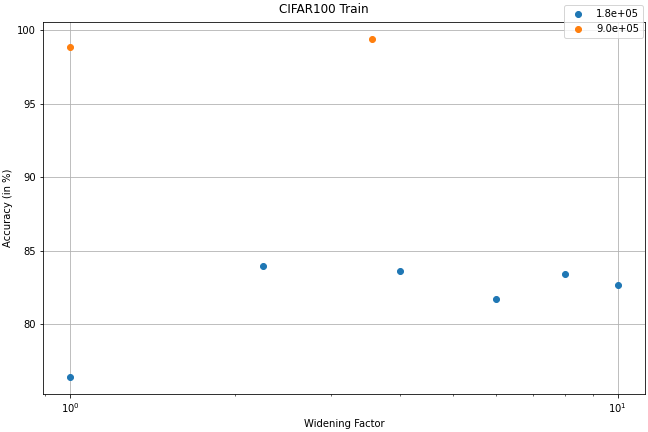 CIFAR100 Train
1.8e+05
9.0e+05
100
95
90
85
80
Accuracy (in %)
10⁰
10¹
Widening Factor